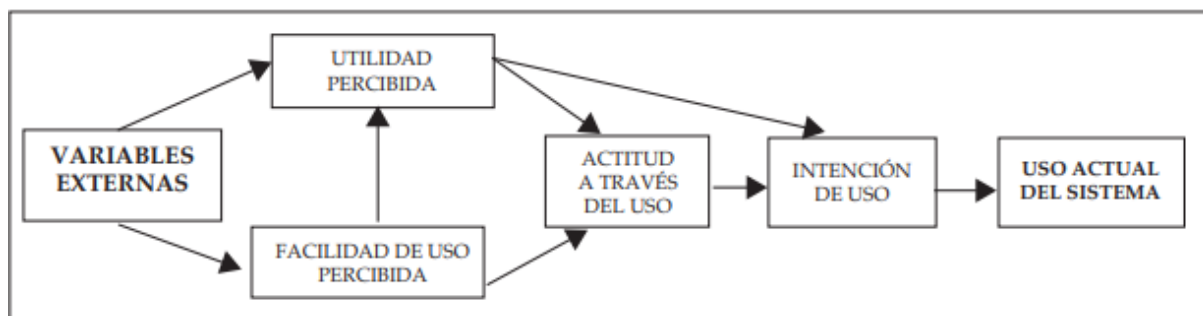 UTILIDAD
PERCIBIDA
VARIABLES
EXTERNAS
FACILIDAD DE USO
PERCIBIDA
ACTITUD
A TRAVÉS
DEL USO
INTENCIÓN
DE USO
USO ACTUAL
DEL SISTEMA